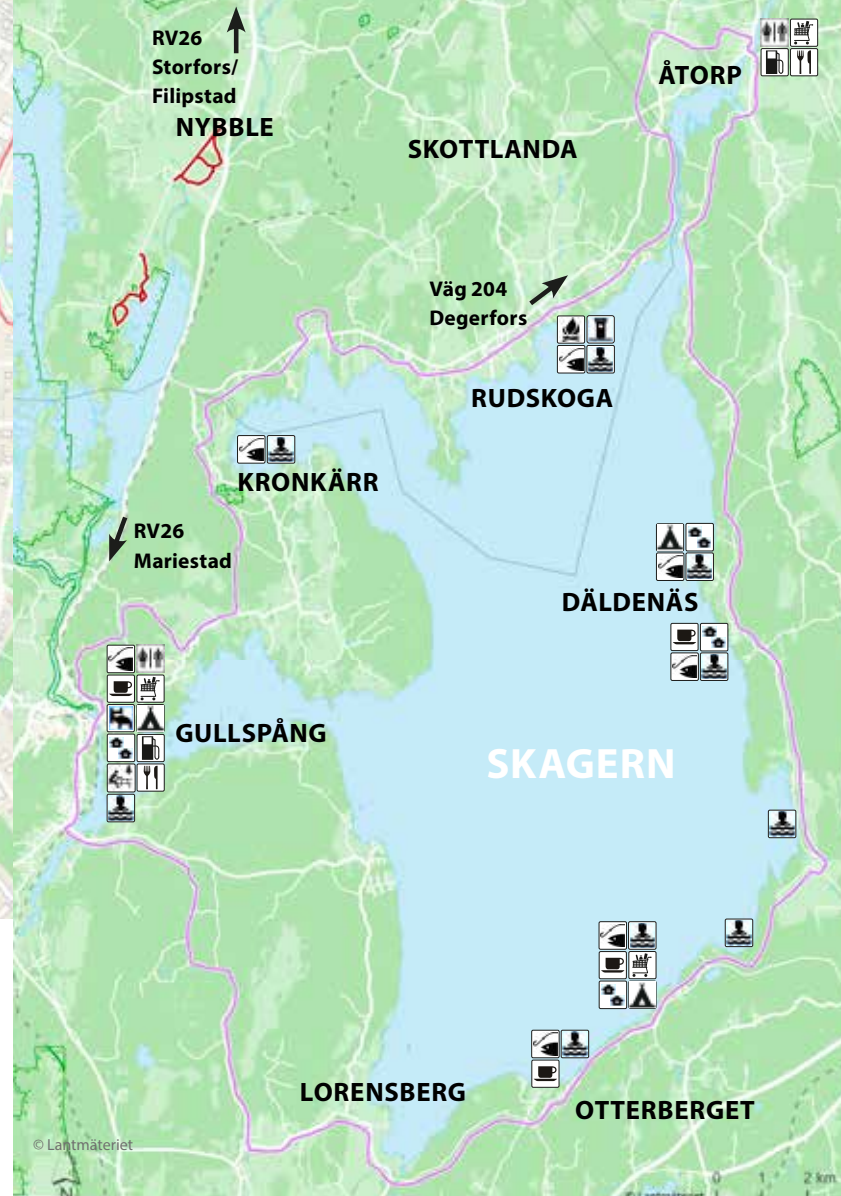 RV26
Storfors/
Filipstad
NYBBLE
ÅTORP
SKOTTLANDA
Väg 204
Degerfors
RUDSKOGA
KRONKÄRR
RV26
Mariestad
DÄLDENÄS
GULLSPÅNG
SKAGERN
LORENSBERG
OTTERBERGET
© Lantmäteriet
0 1 2 km